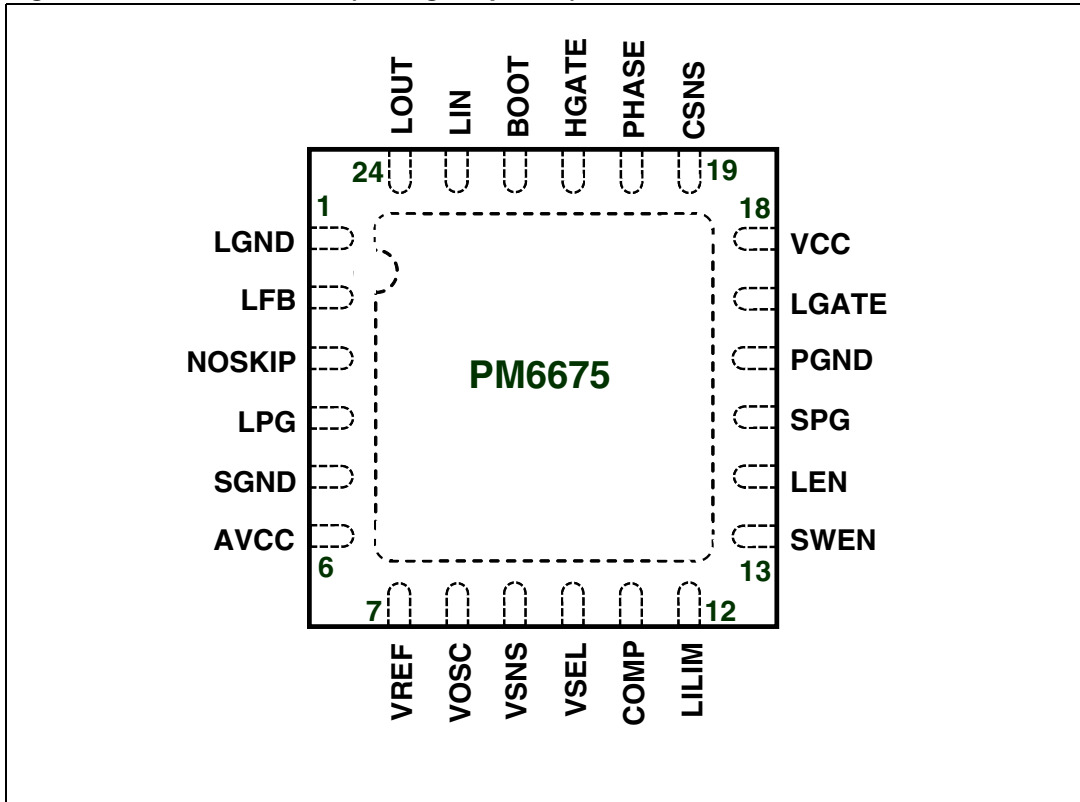 LOUT
LIN
BOOT
HGATE
PHASE
CSNS
24
19
1
18
LGND
VCC
LFB
LGATE
NOSKIP
PM6675
PGND
LPG
SPG
SGND
LEN
AVCC
SWEN
6
13
7
12
VREF
VOSC
VSNS
VSEL
COMP
LILIM